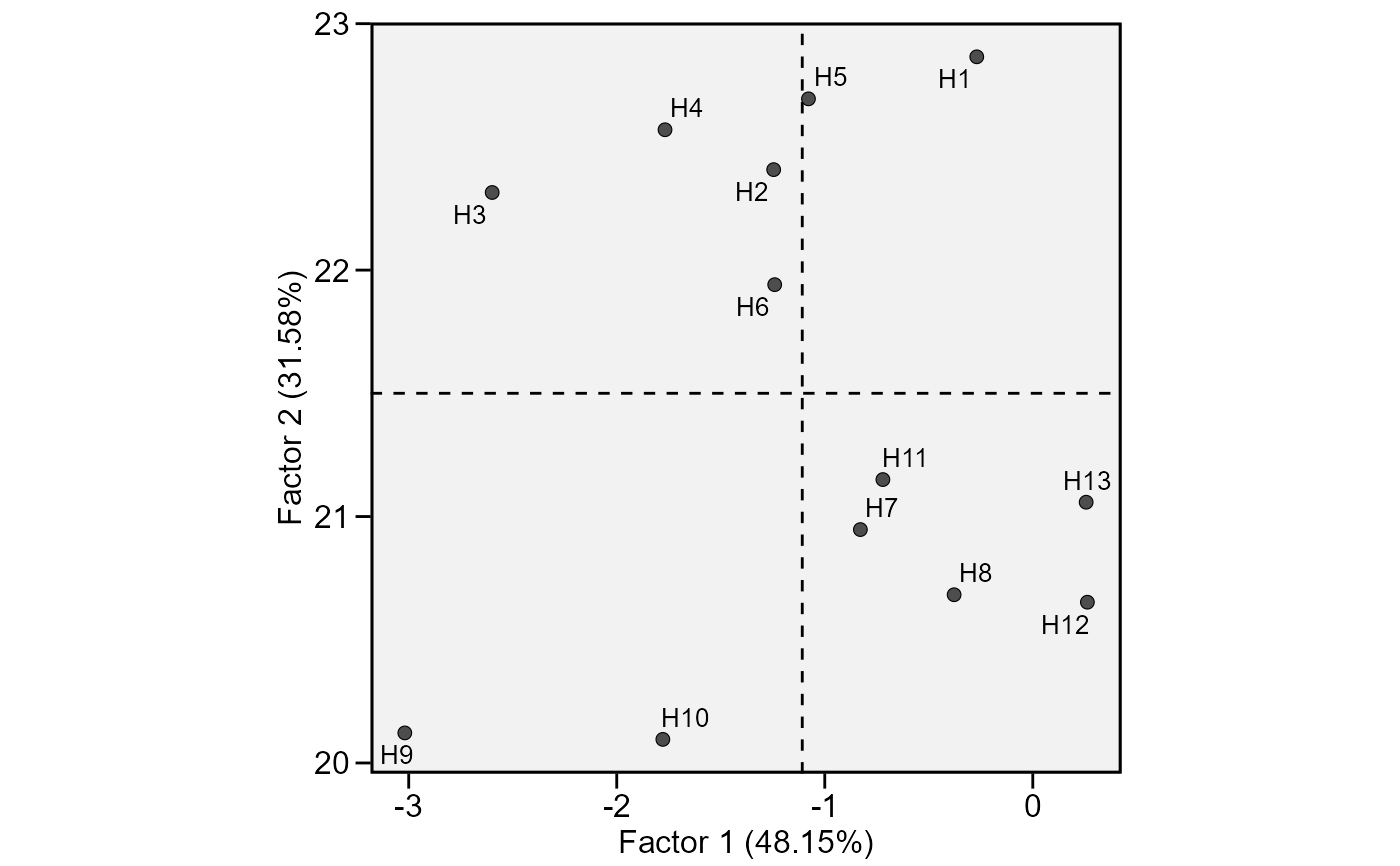 23
H5
H1
H4
H2
H3
22
H6
Factor 2 (31.58%)
H11
H13
H7
21
H8
H12
H10
H9
20
-3
-2
-1
0
Factor 1 (48.15%)